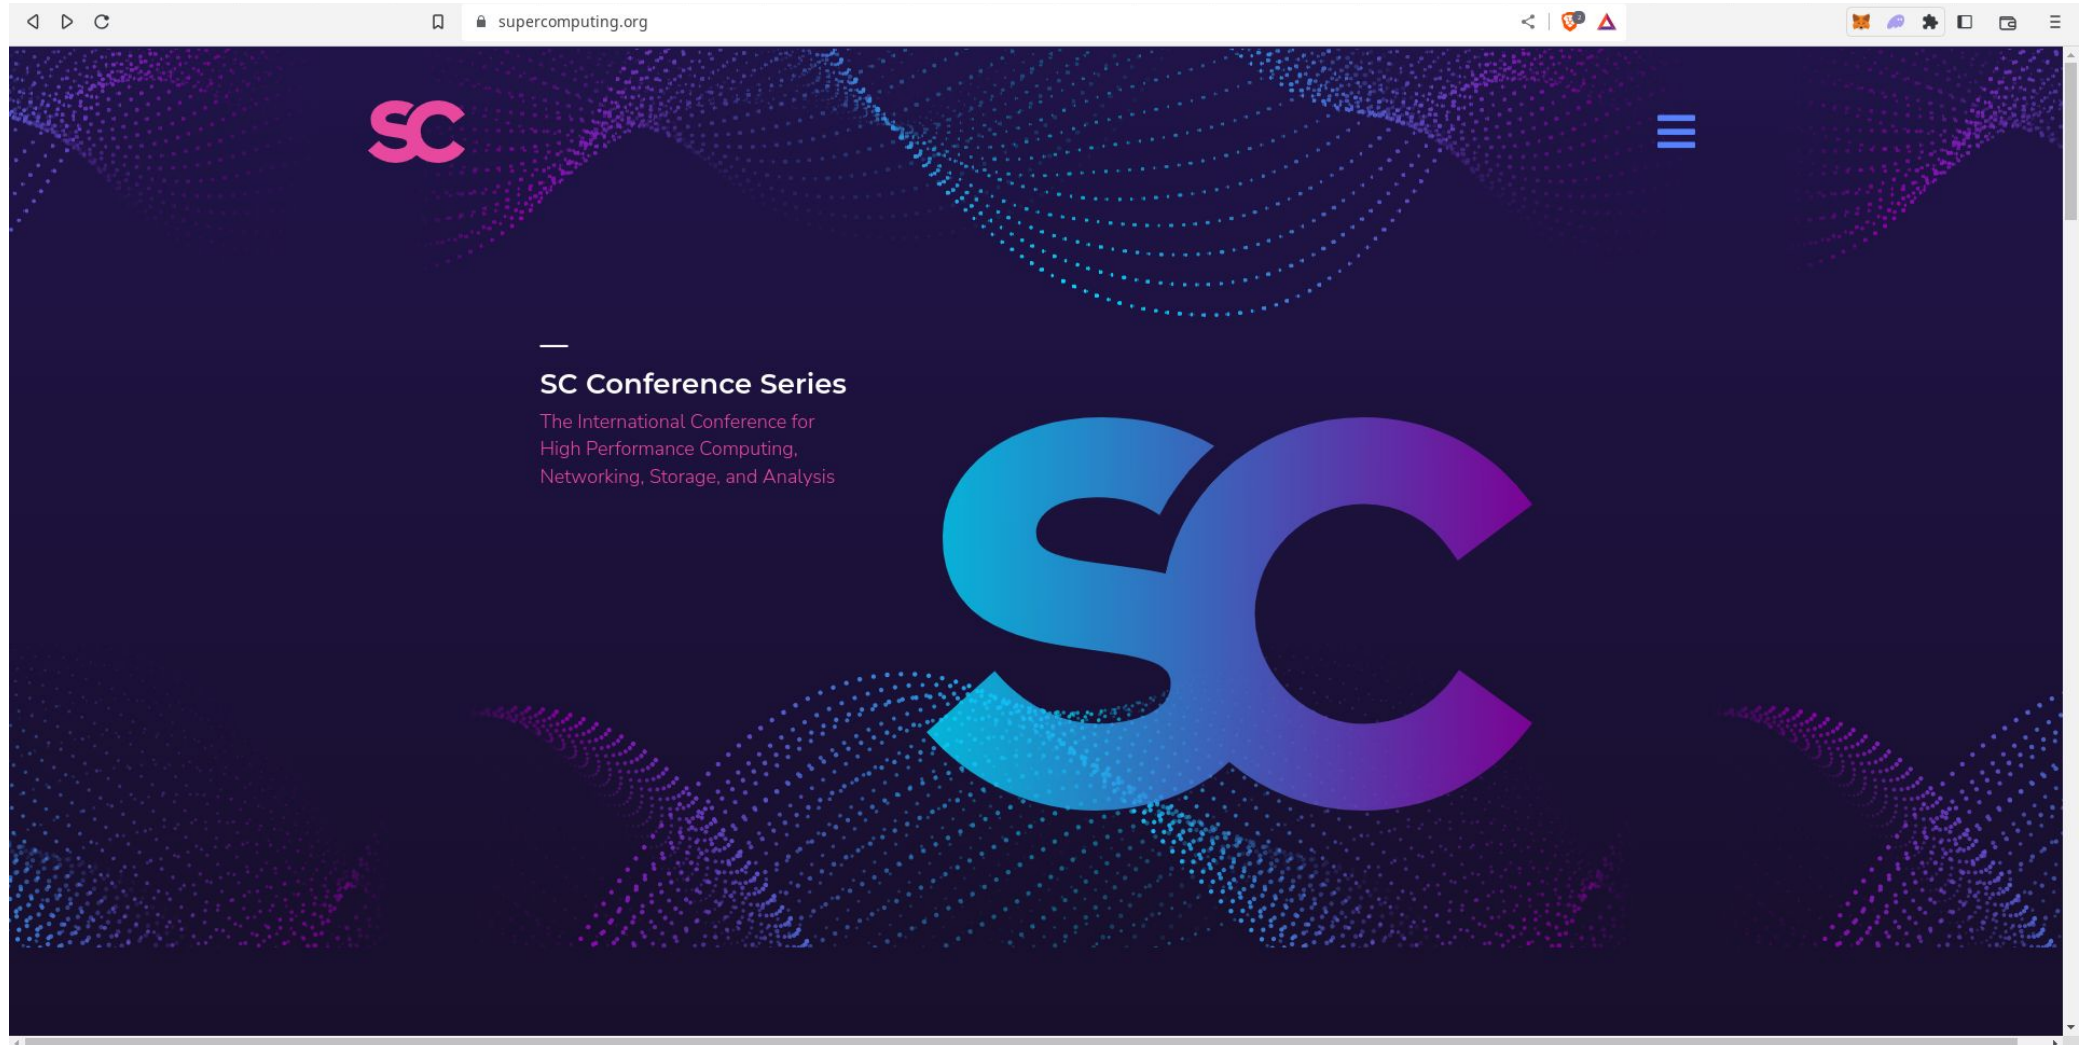 supercomputing.org
SC
SC Conference Series
The International Conference for
High Performance Computing,
Networking, Storage, and Analysis
SC